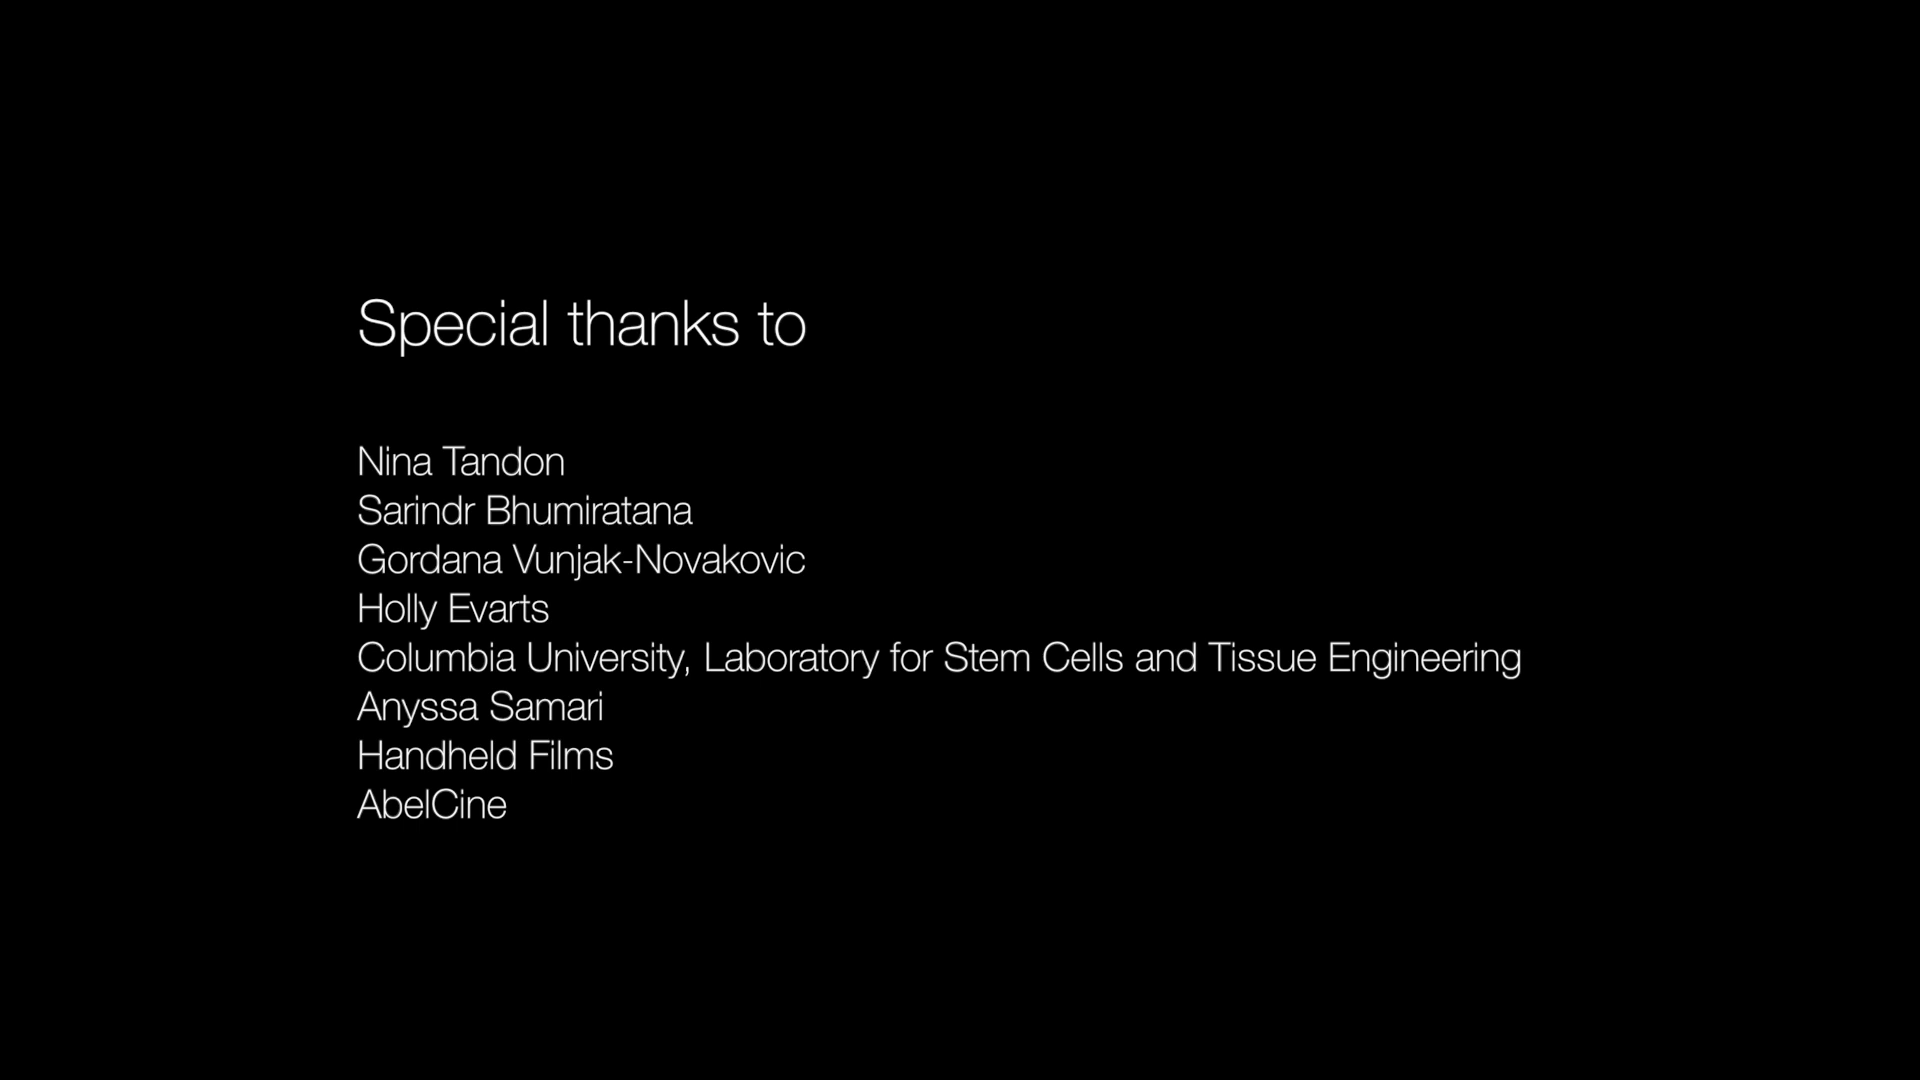 Special thanks to
Nina Tandon
Sarindr Bhumiratana
Gordana Vunjak-Novakovic
Holly Evarts
Columbia University, Laboratory for Stem Cells and Tissue Engineering
Anyssa Samari
Handheld Films
AbelCine